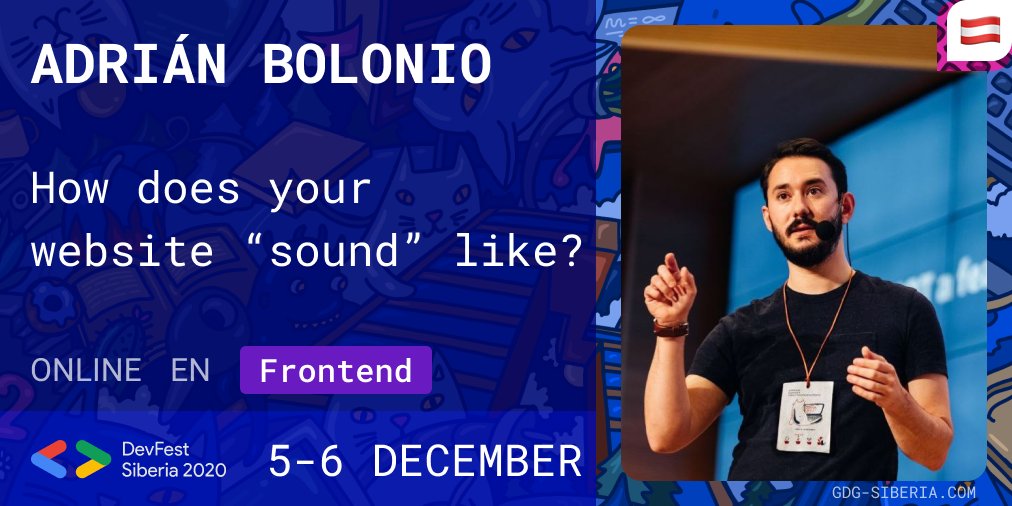 ADRIÁN BOLONIO
How does your
website “sound” like?
ONLINE EN Frontend
DevFest
Siberia 2020
5-6 DECEMBER
GDG-SIBERIA.COM